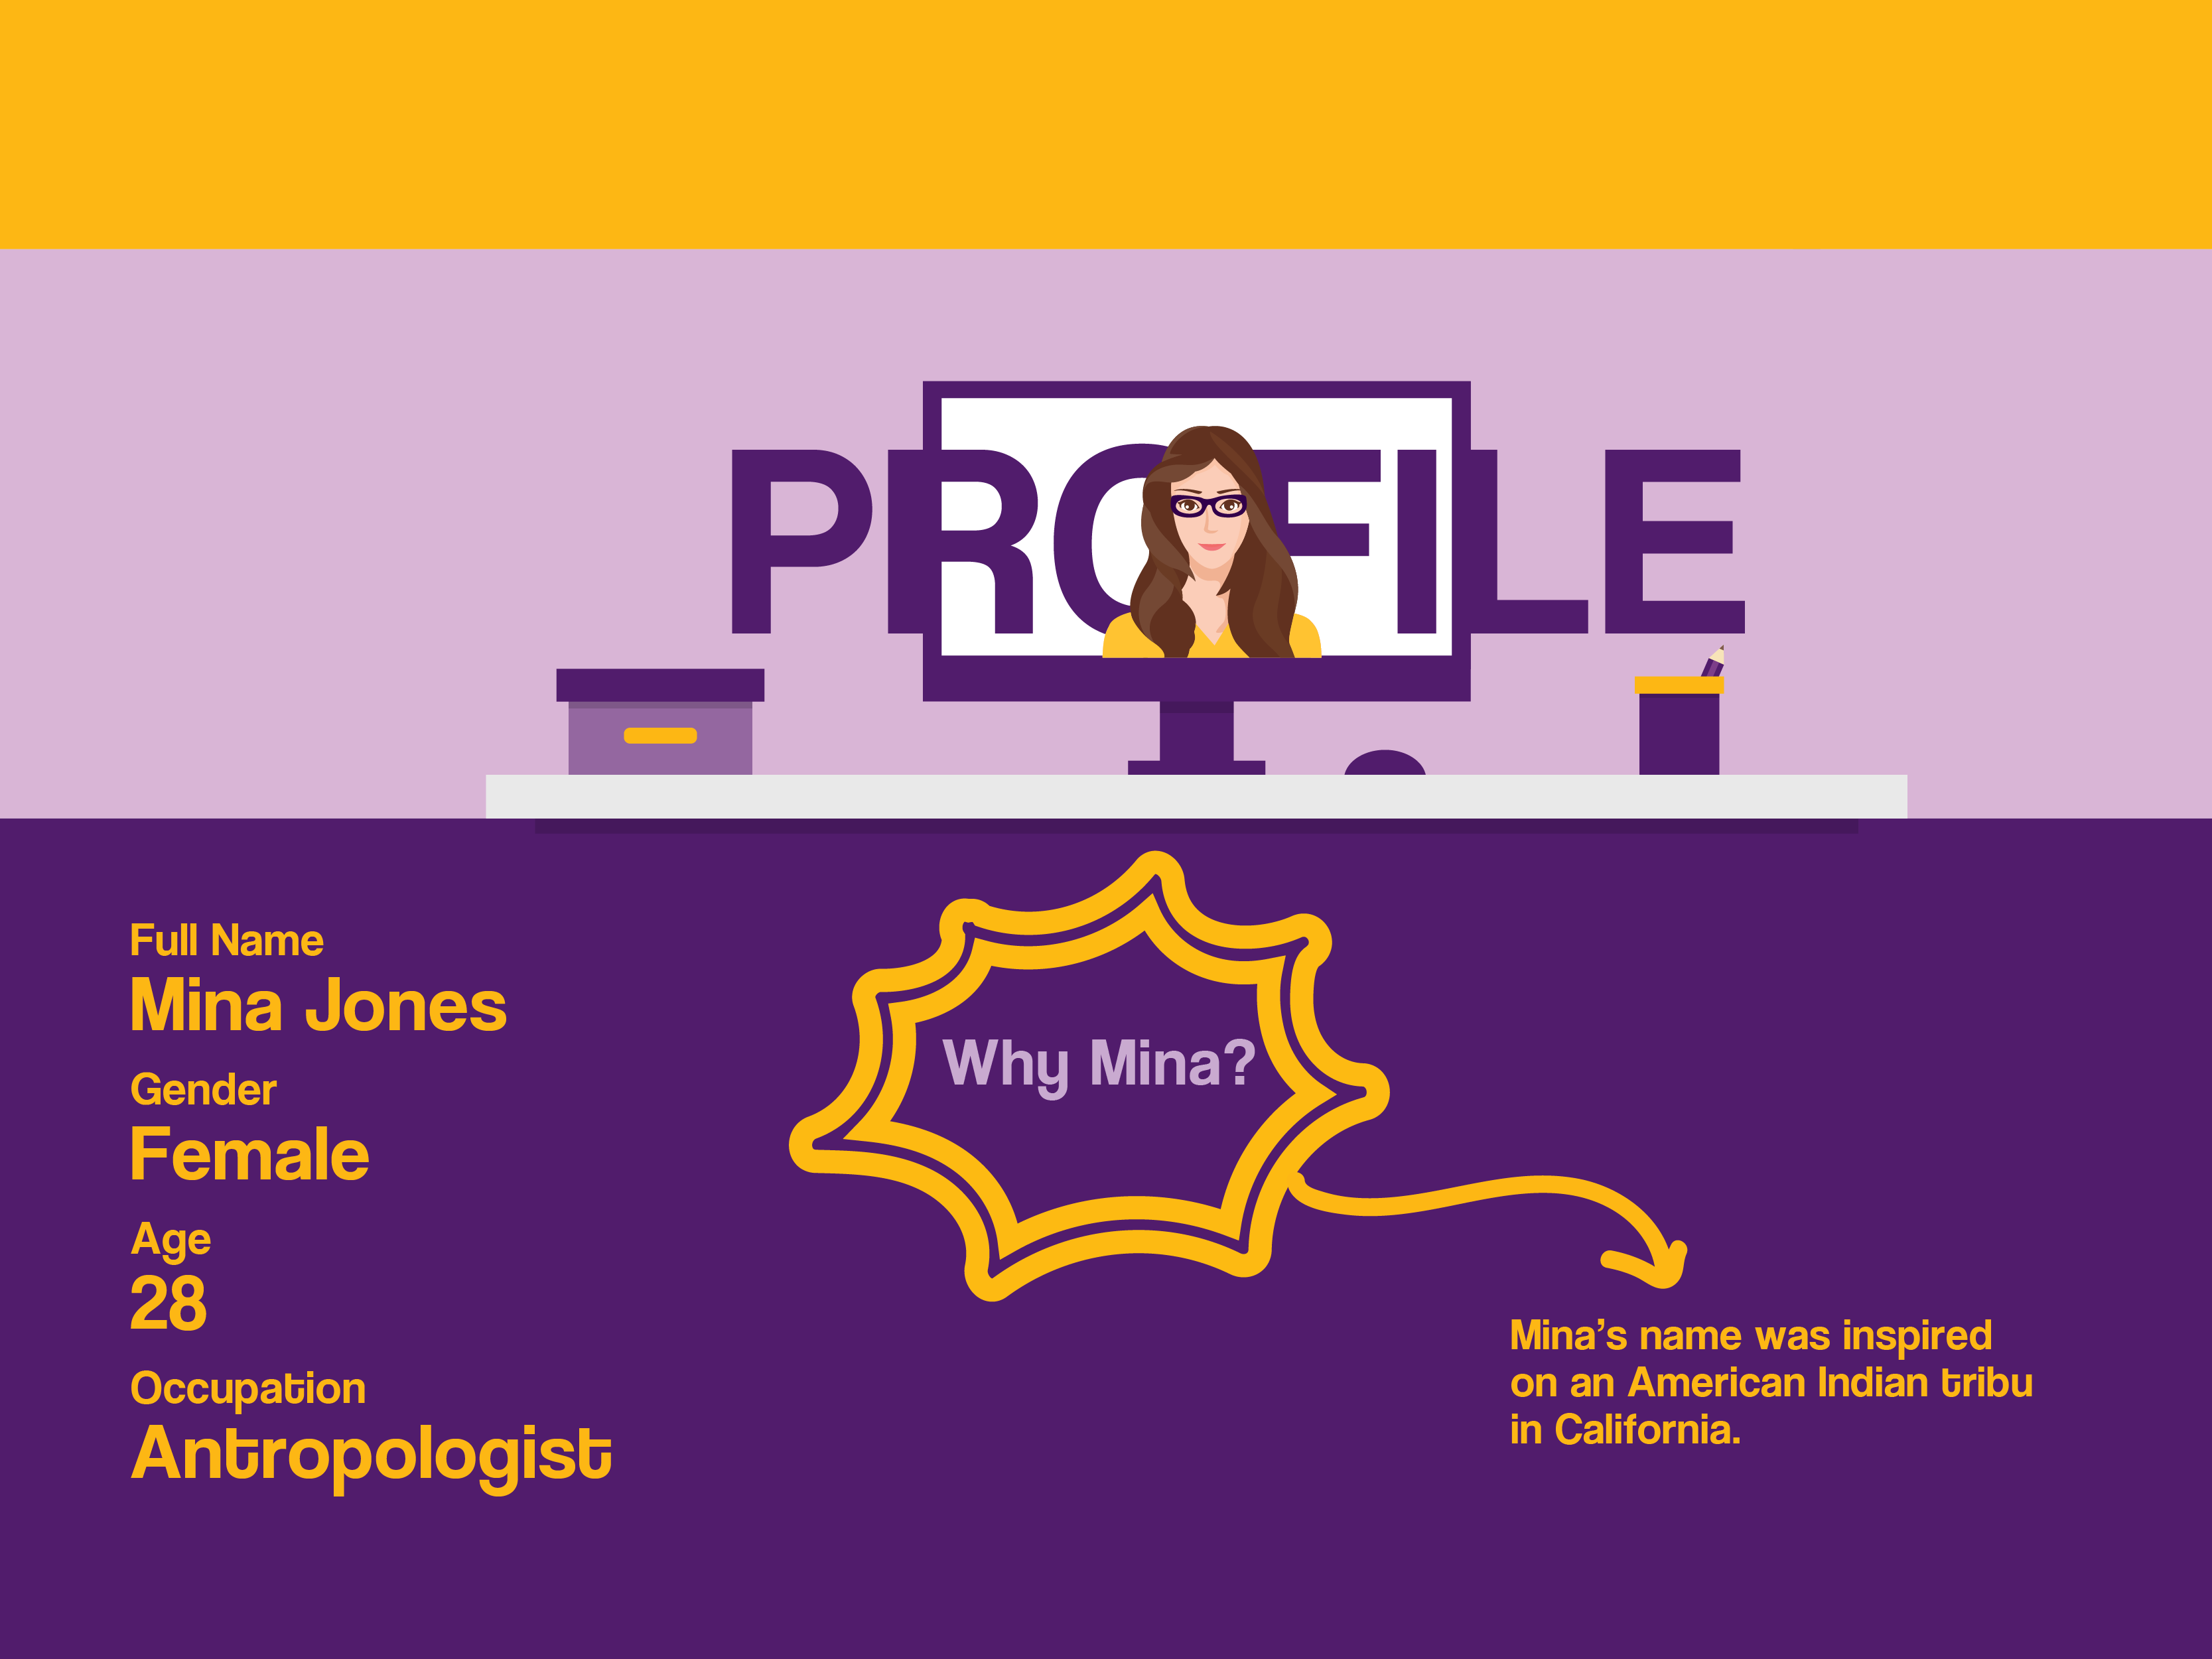 PROFILE
Full Name
Mina Jones
Gender
Female
Age
28
Occupation
Antropologist
Why Mina?
Mina’s name was inspired
on an American Indian tribu
in California.